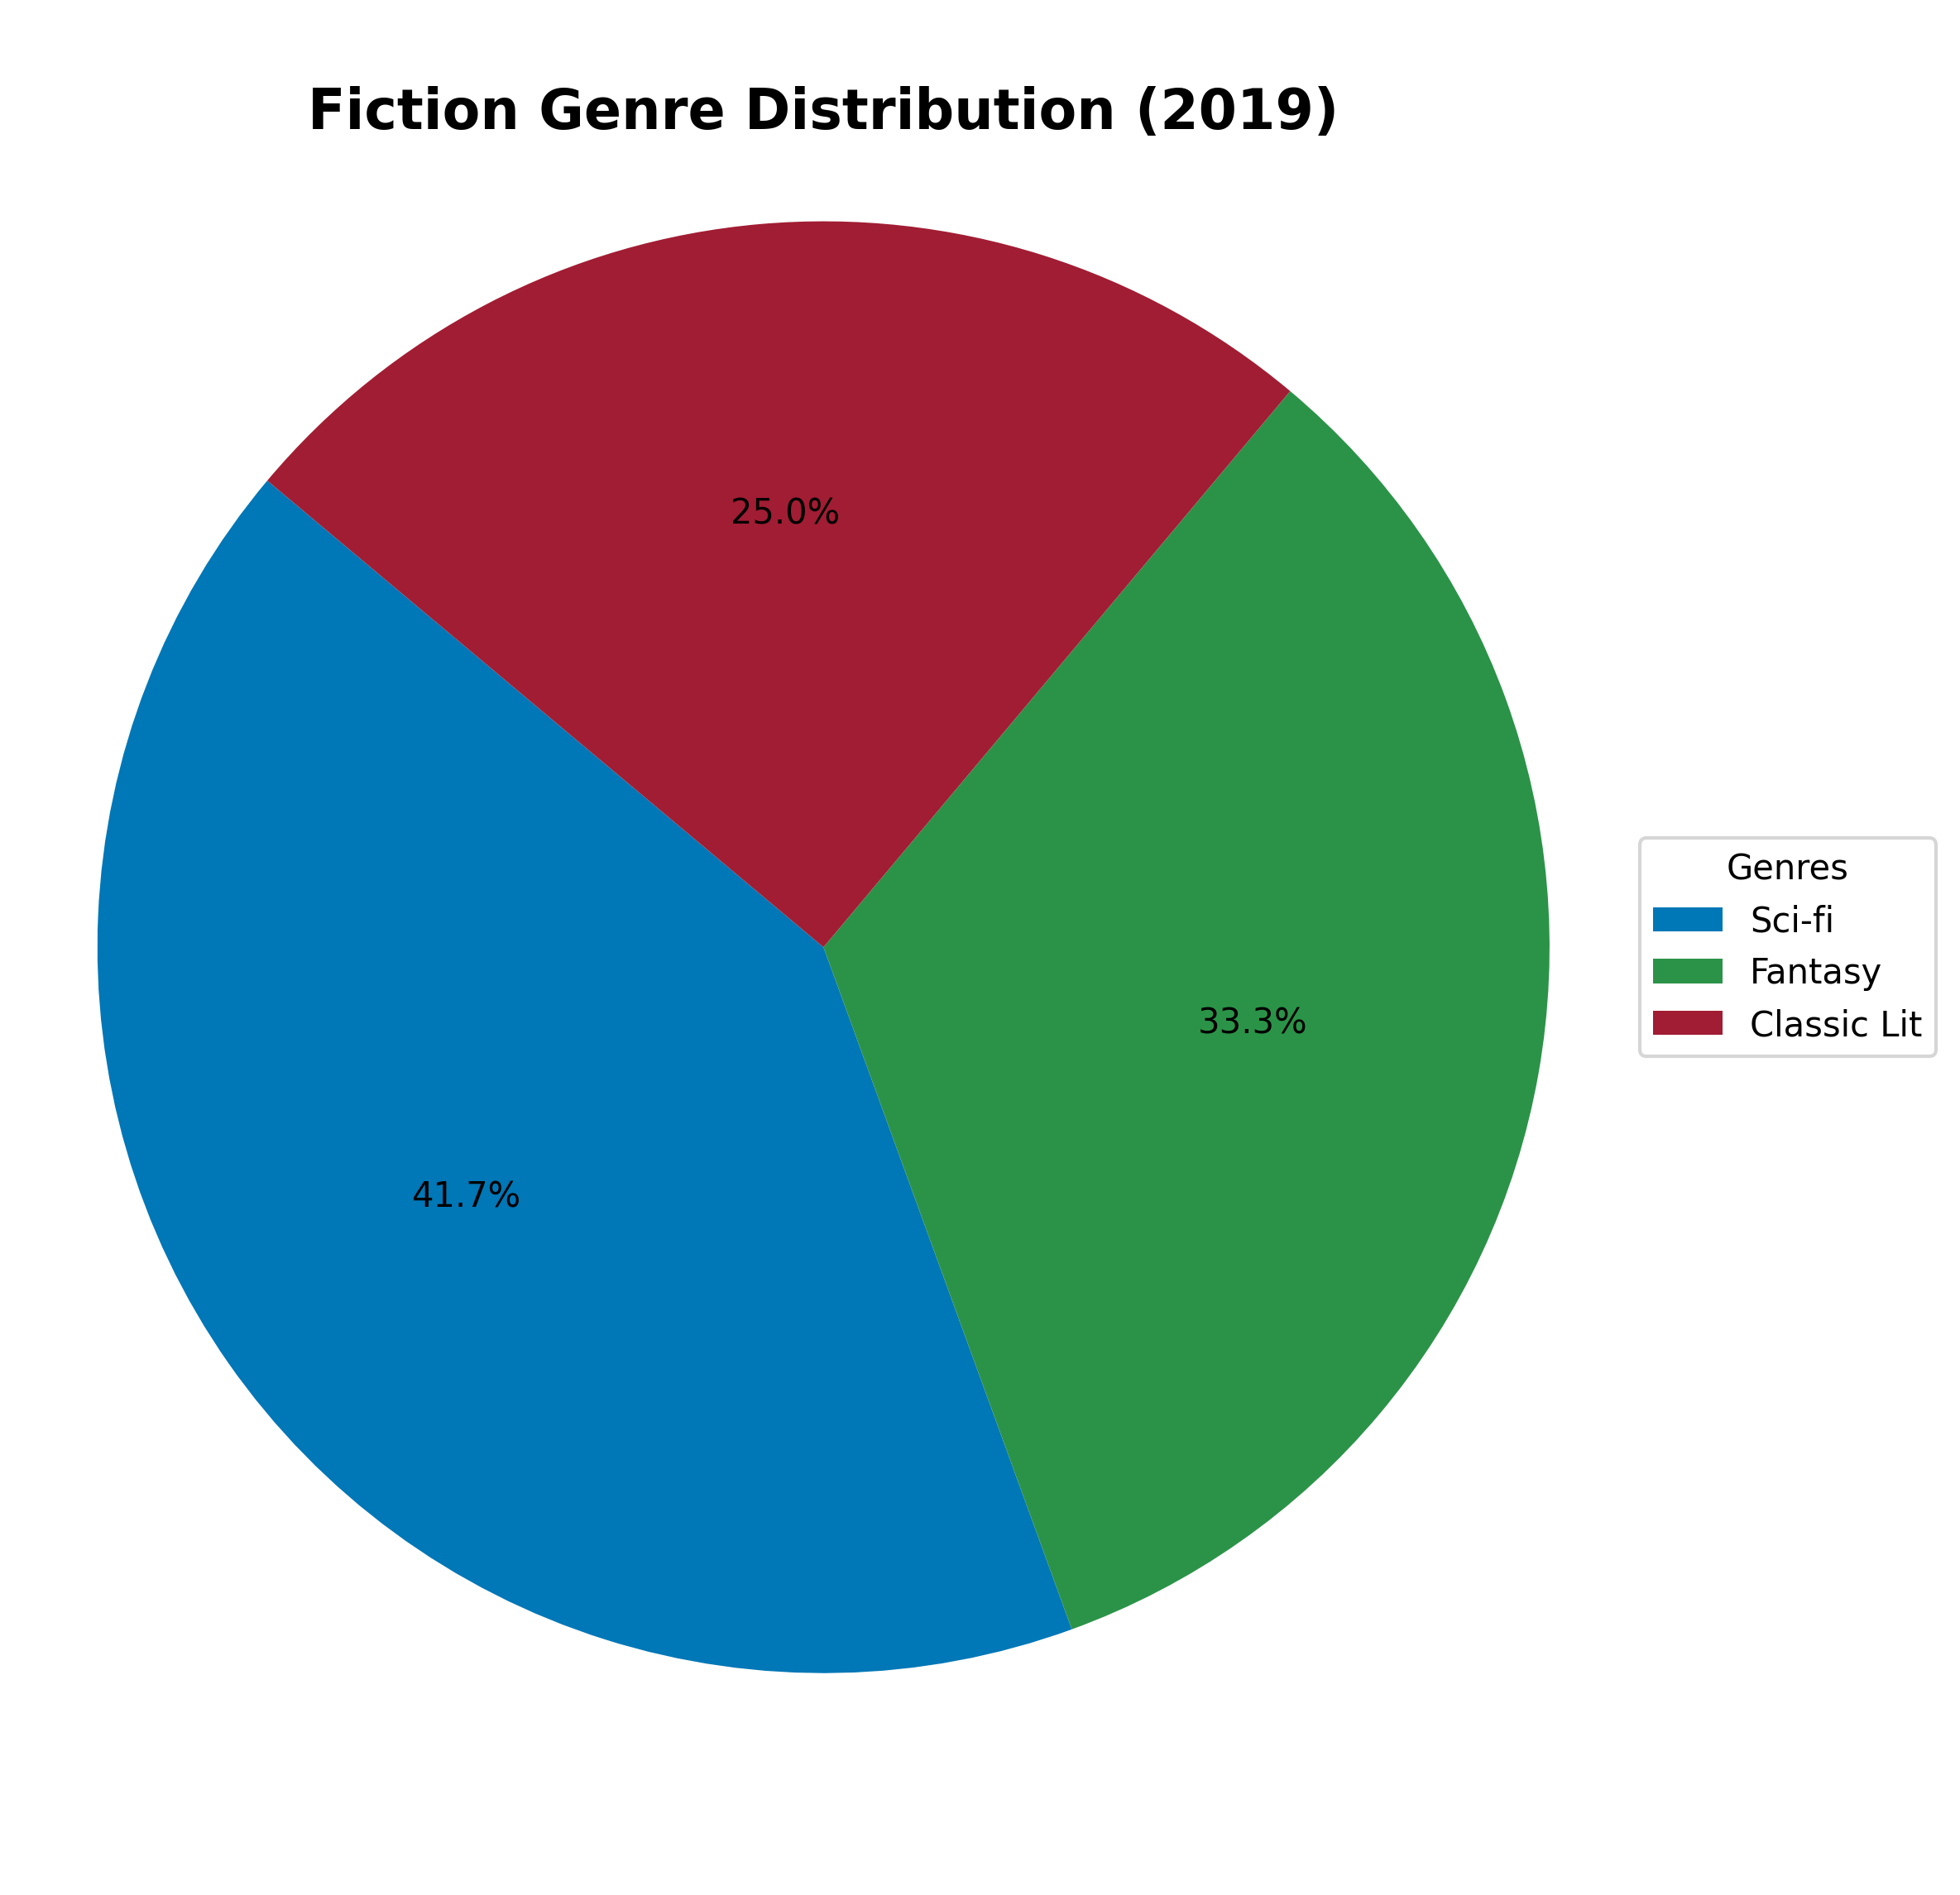 Fiction Genre Distribution (2019)
25.0%
33.3%
41.7%
Genres
Sci-fi
Fantasy
Classic Lit